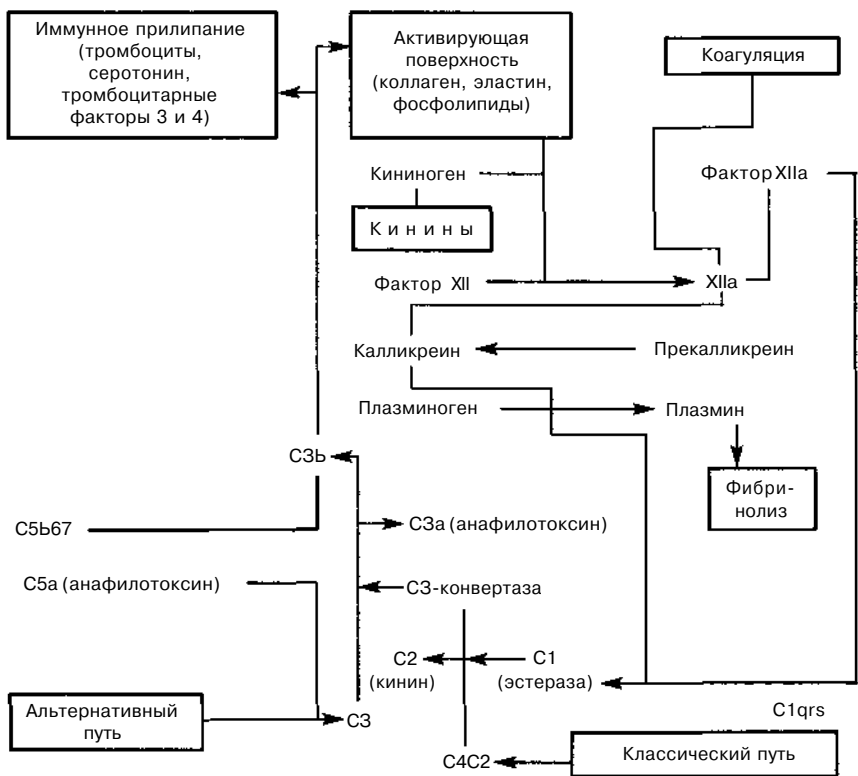 Иммунное прилипание
(тромбоциты,
серотонин,
тромбоцитарные
факторы 3 и 4)
Активирующая
поверхность
(коллаген, эластин,
фосфолипиды)
Коагуляция
Кининоген
Фактор XIIa
Кинины
Фактор XII
XIIa
Калликреин
Прекалликреин
Плазминоген
Плазмин
C3b
Фибри-
нолиз
C5b67
C3a (анафилотоксин)
C5a (анафилотоксин)
C3-конвертаза
C2
(кинин)
C1
(эстераза)
Альтернативный
путь
C3
C1qrs
C4C2
Классический путь